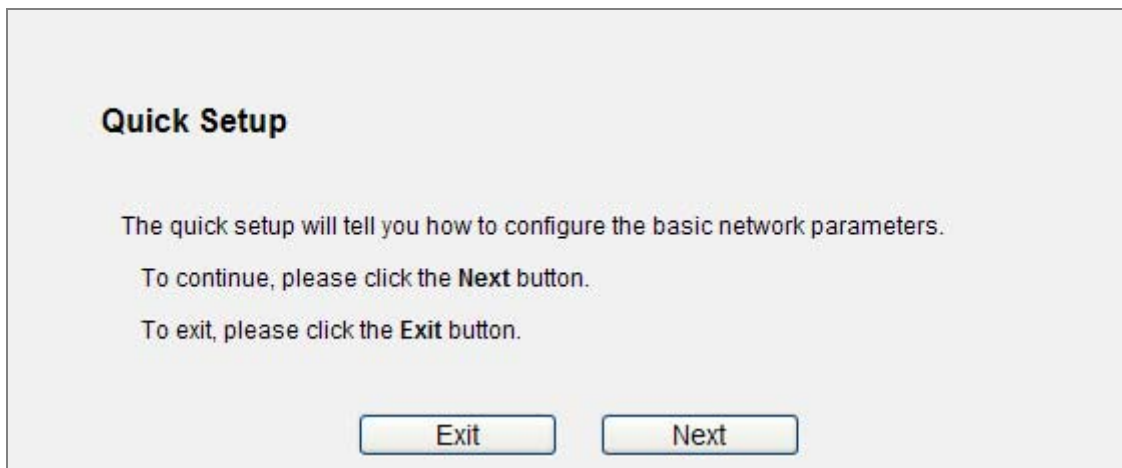 Quick Setup
The quick setup will tell you how to configure the basic network parameters.
To continue, please click the Next button.
To exit, please click the Exit button.
Exit Next